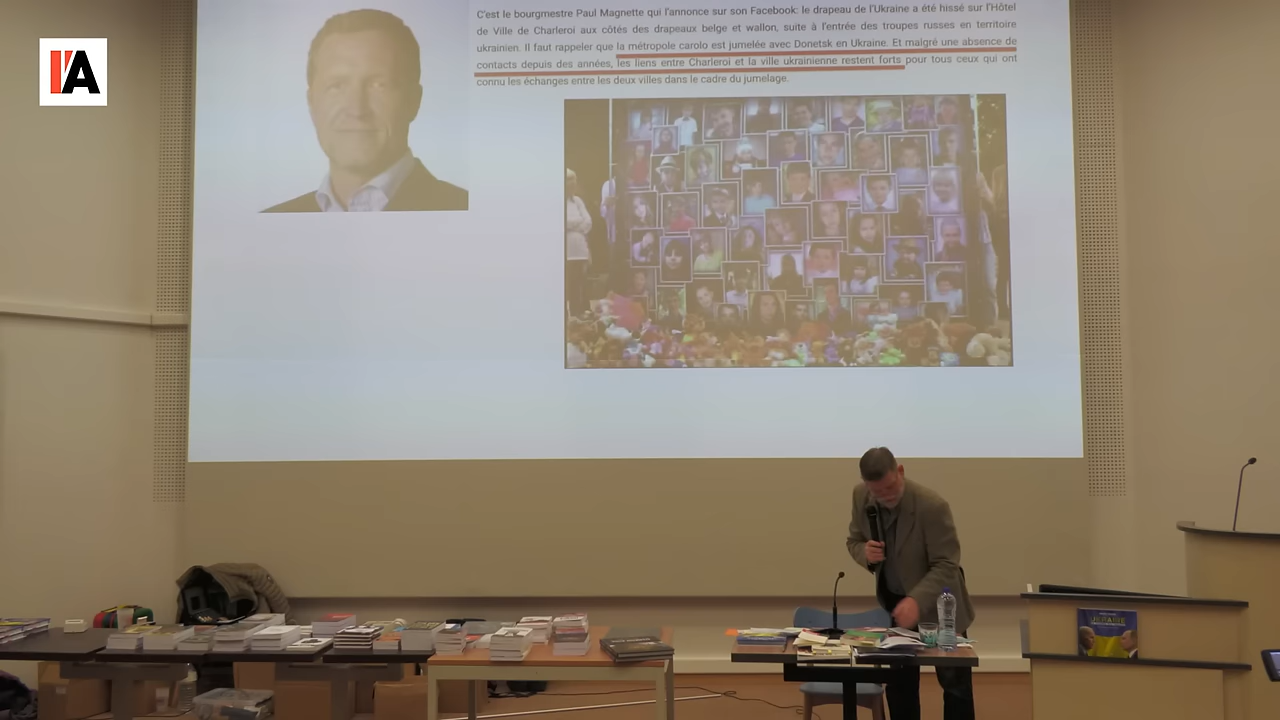 I'A
C'est le bourgmestre Paul Magnette qui l'annonce sur son Facebook: le drapeau de l'Ukraine a été hissé sur l'Hôtel
de Ville de Charleroi aux côtés des drapeaux belge et wallon, suite à l'entrée des troupes russes en territoire
ukrainien. Il faut rappeler que la métropole carolo est jumelée avec Donetsk en Ukraine. Et malgré une absence de
contacts depuis des années, les liens entre Charleroi et la ville ukrainienne restent forts pour tous ceux qui ont
connu les échanges entre les deux villes dans le cadre du jumelage.
UKRAINE